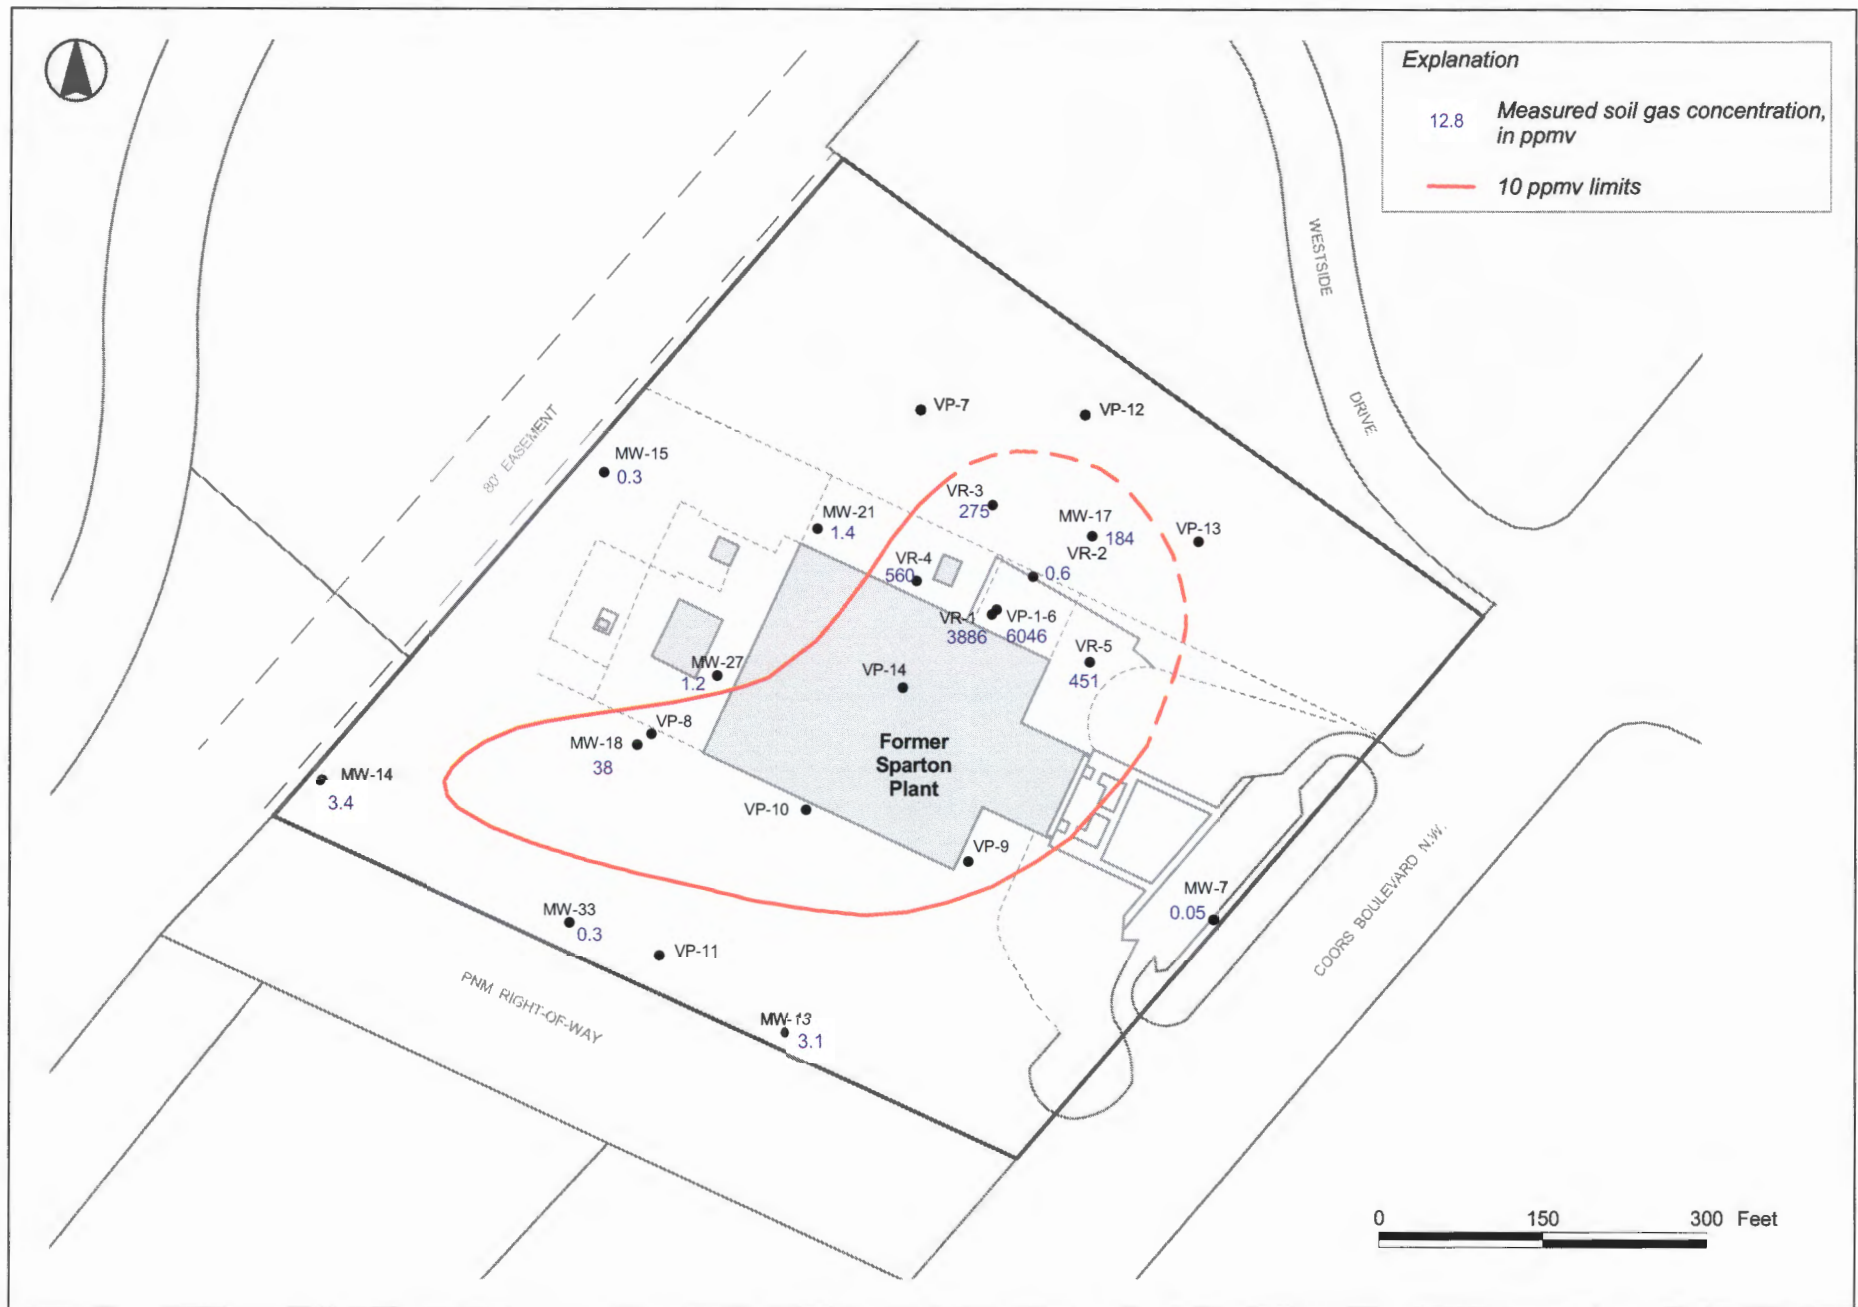 Explanation
12.8
Measured soil gas concentration,
in ppmv
10 ppmv limits
WESTSIDE
DRIVE
80' EASEMENT
VP-7
VP-12
MW-15
0.3
VR-3
275
MW-21
1.4
MW-17
184
VP-13
VR-2
0.6
VR-4
560
VR-1
3886
VP-1-6
6046
VR-5
451
MW-27
1.2
VP-14
VP-8
MW-18
38
Former
Sparton
Plant
MW-14
3.4
VP-10
VP-9
MW-7
0.05
COORS BOULEVARD N.W.
MW-33
0.3
VP-11
PNM RIGHT-OF-WAY
MW-13
3.1
0 150 300 Feet